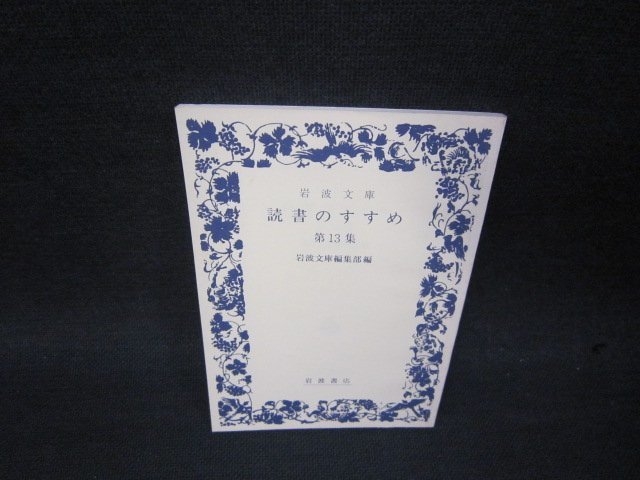 岩波文庫
読書のすすめ
第13集
岩波文庫編集部編
岩波書店